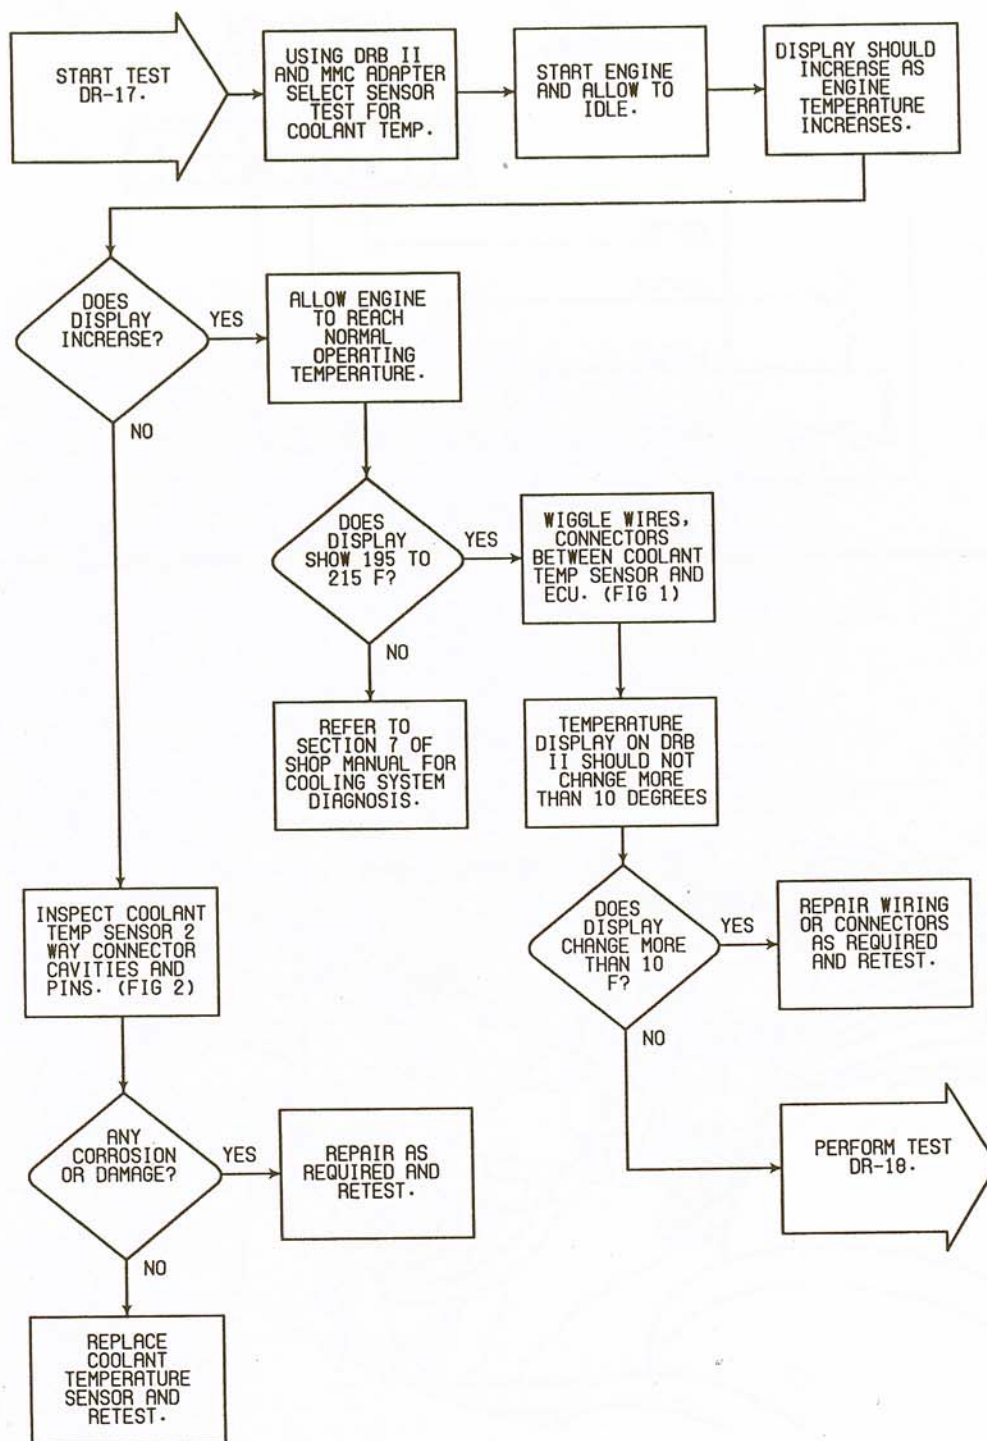 START TEST
DR-17.
USING DRB II
AND MMC ADAPTER
SELECT SENSOR
TEST FOR
COOLANT TEMP.
START ENGINE
AND ALLOW TO
IDLE.
DISPLAY SHOULD
INCREASE AS
ENGINE
TEMPERATURE
INCREASES.
DOES
DISPLAY
INCREASE?
YES
NO
ALLOW ENGINE
TO REACH
NORMAL
OPERATING
TEMPERATURE.
DOES
DISPLAY
SHOW 195 TO
215 F?
YES
NO
WIGGLE WIRES,
CONNECTORS
BETWEEN COOLANT
TEMP SENSOR AND
ECU. (FIG 1)
REFER TO
SECTION 7 OF
SHOP MANUAL FOR
COOLING SYSTEM
DIAGNOSIS.
TEMPERATURE
DISPLAY ON DRB
II SHOULD NOT
CHANGE MORE
THAN 10 DEGREES
INSPECT COOLANT
TEMP SENSOR 2
WAY CONNECTOR
CAVITIES AND
PINS. (FIG 2)
DOES
DISPLAY
CHANGE MORE
THAN 10
F?
YES
NO
REPAIR WIRING
OR CONNECTORS
AS REQUIRED
AND RETEST.
ANY
CORROSION
OR DAMAGE?
YES
NO
REPAIR AS
REQUIRED AND
RETEST.
PERFORM TEST
DR-18.
REPLACE
COOLANT
TEMPERATURE
SENSOR AND
RETEST.